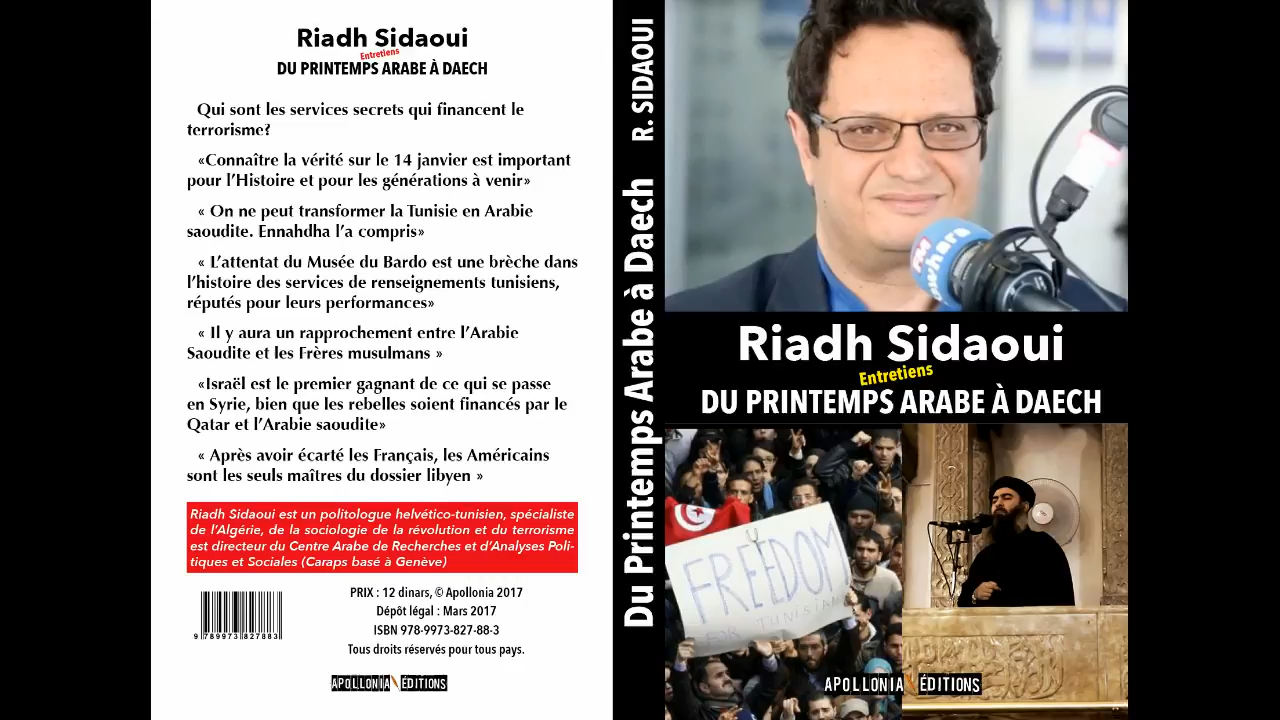 Riadh Sidaoui
Entretiens
DU PRINTEMPS ARABE À DAECH
Qui sont les services secrets qui financent le
terrorisme?
«Connaître la vérité sur le 14 janvier est important
pour l'Histoire et pour les générations à venir»
« On ne peut transformer la Tunisie en Arabie
saoudite. Ennahdha l'a compris»
« L'attentat du Musée du Bardo est une brèche dans
l'histoire des services de renseignements tunisiens,
réputés pour leurs performances»
« Il y aura un rapprochement entre l'Arabie
Saoudite et les Frères musulmans »
«Israël est le premier gagnant de ce qui se passe
en Syrie, bien que les rebelles soient financés par le
Qatar et l'Arabie saoudite»
« Après avoir écarté les Français, les Américains
sont les seuls maîtres du dossier libyen »
Riadh Sidaoui est un politologue helvético-tunisien, spécialiste
de l'Algérie, de la sociologie de la révolution et du terrorisme
est directeur du Centre Arabe de Recherches et d'Analyses Poli-
tiques et Sociales (Caraps basé à Genève)
9 789973 827883
PRIX : 12 dinars, © Apollonia 2017
Dépôt légal : Mars 2017
ISBN 978-9973-827-88-3
Tous droits réservés pour tous pays.
APOLLONIA ÉDITIONS
Du Printemps Arabe à Daech R. SIDAOUI
FM
Riadh Sidaoui
Entretiens
DU PRINTEMPS ARABE À DAECH
FREEDOM
FOR TUNISIA
APOLLONIA ÉDITIONS